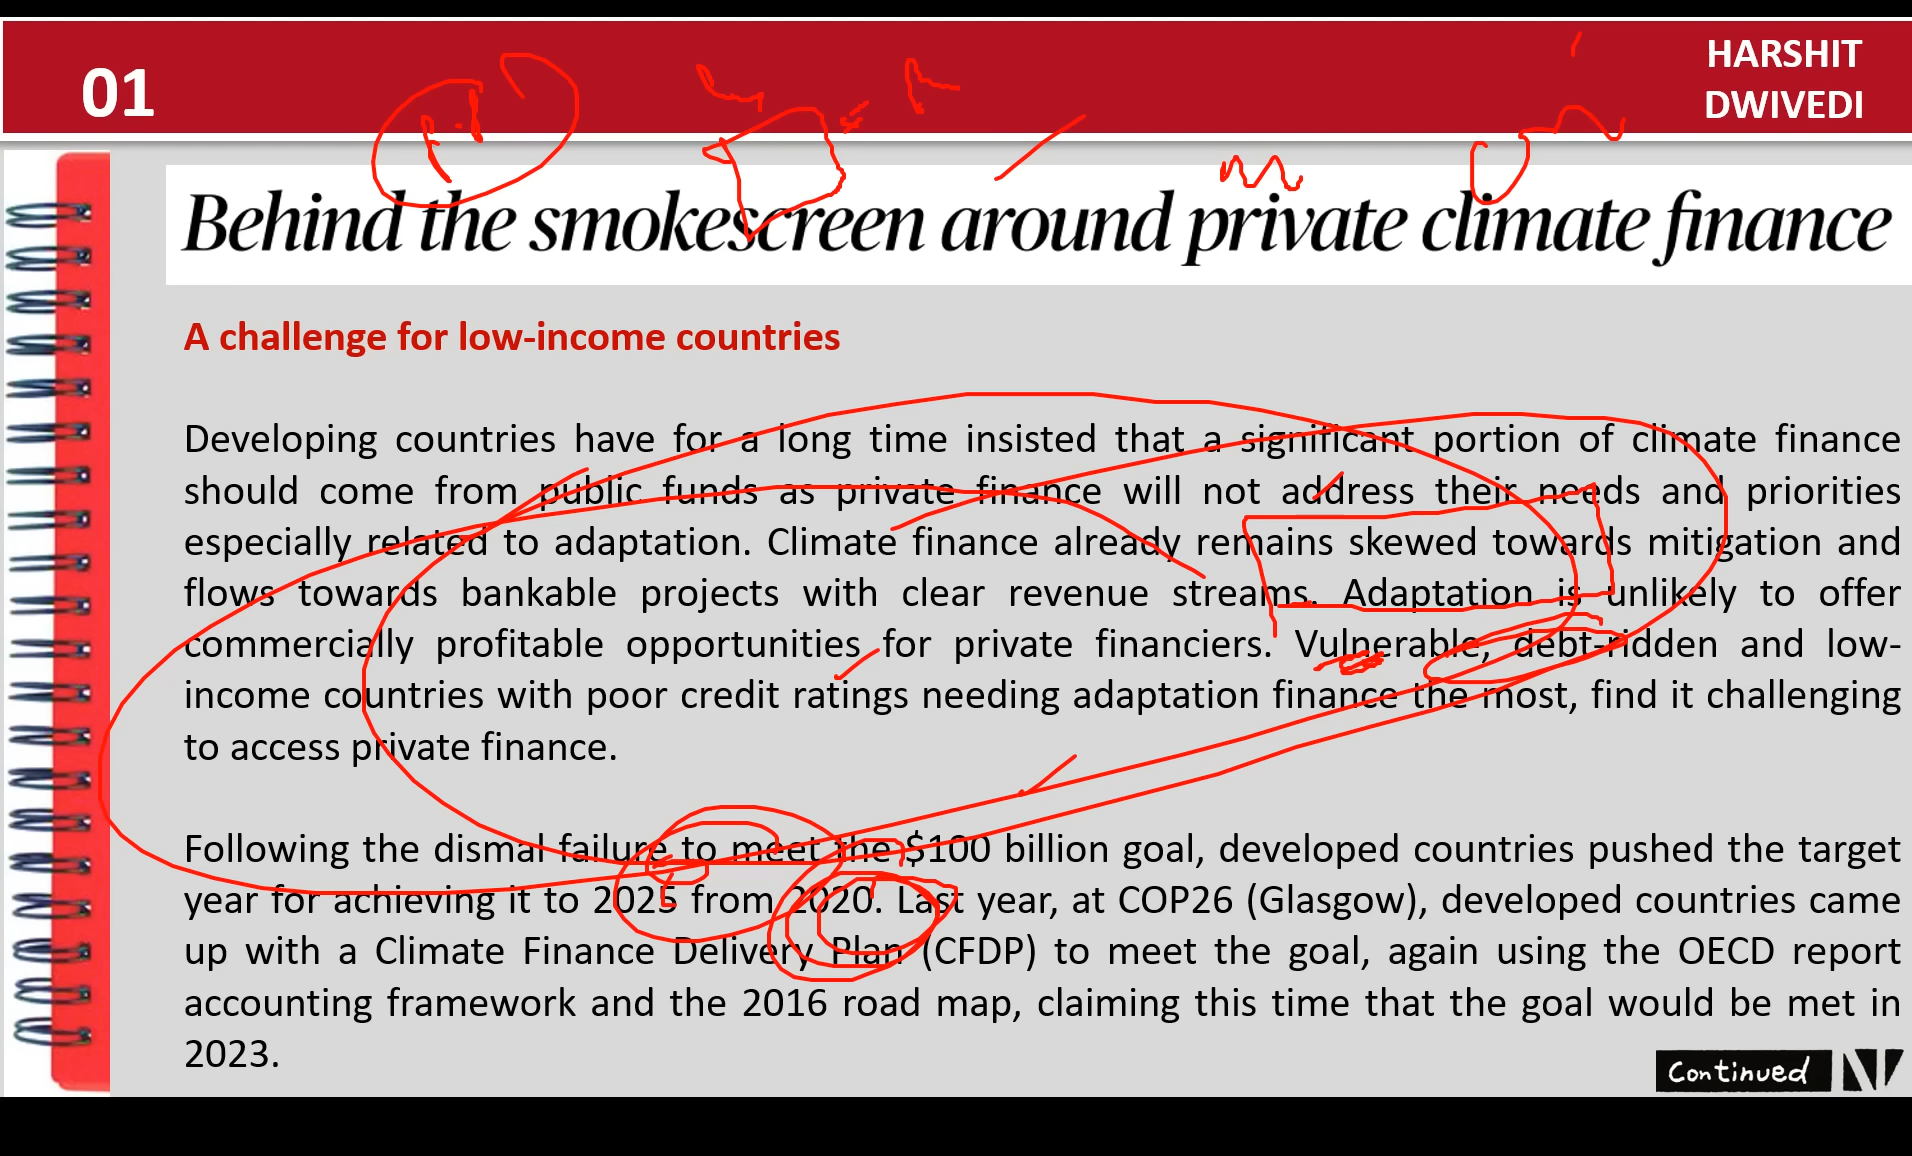 01
HARSHIT
DWIVEDI
Behind the smokescreen around private climate finance
A challenge for low-income countries
Developing countries have for a long time insisted that a significant portion of climate finance
should come from public funds as private finance will not address their needs and priorities
especially related to adaptation. Climate finance already remains skewed towards mitigation and
flows towards bankable projects with clear revenue streams. Adaptation is unlikely to offer
commercially profitable opportunities for private financiers. Vulnerable, debt-ridden and low-
income countries with poor credit ratings needing adaptation finance the most, find it challenging
to access private finance.
Following the dismal failure to meet the $100 billion goal, developed countries pushed the target
year for achieving it to 2025 from 2020. Last year, at COP26 (Glasgow), developed countries came
up with a Climate Finance Delivery Plan (CFDP) to meet the goal, again using the OECD report
accounting framework and the 2016 road map, claiming this time that the goal would be met in
2023.
Continued